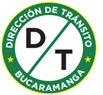 DIRECCIÓN DE TRÁNSITO
D/T
BUCARAMANGA